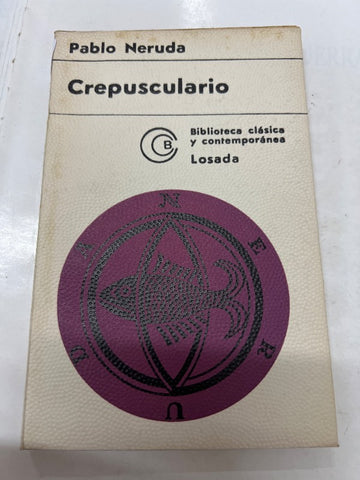 Pablo Neruda
Crepusculario
B
Biblioteca clásica
y contemporánea
Losada
N
E
R
U
D
A